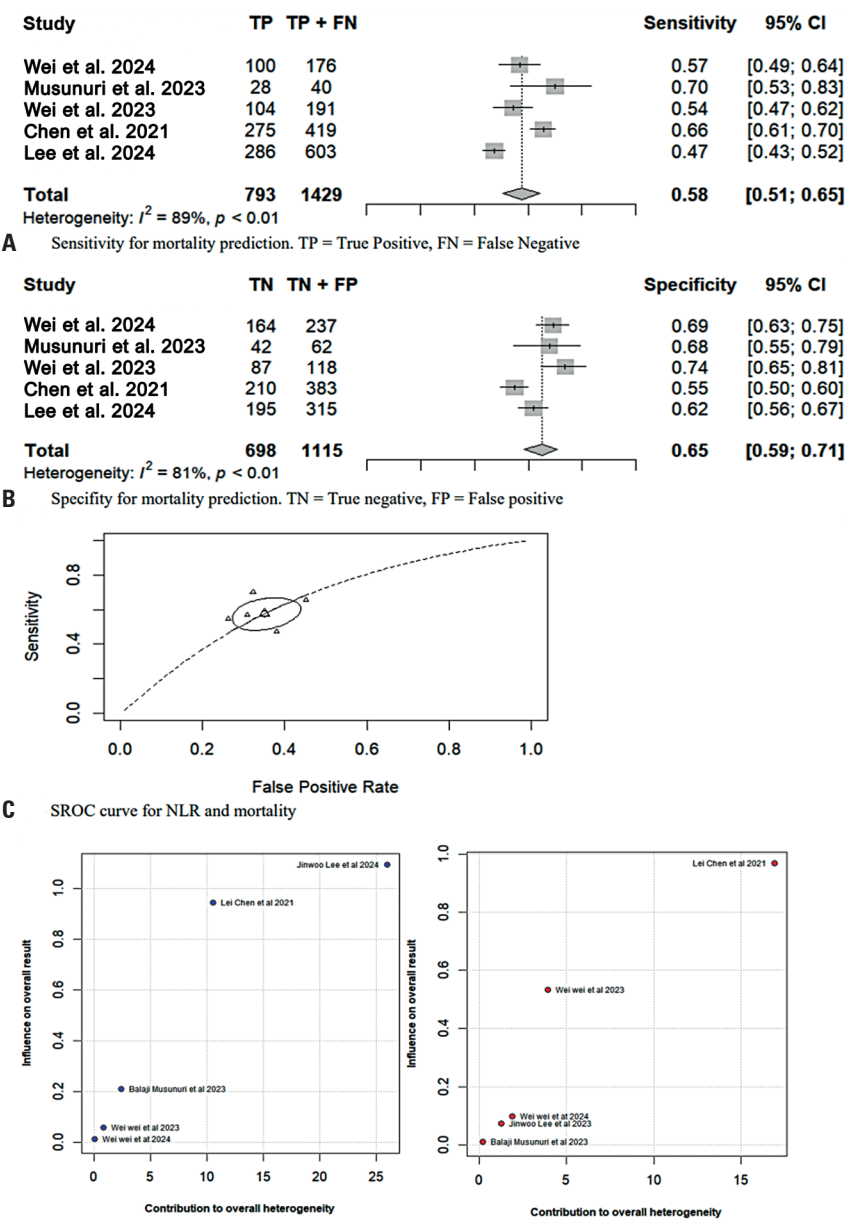 Study TP TP + FN Sensitivity 95% CI
Wei et al. 2024 100 176 0.57 [0.49; 0.64]
Musunuri et al. 2023 28 40 0.70 [0.53; 0.83]
Wei et al. 2023 104 191 0.54 [0.47; 0.62]
Chen et al. 2021 275 419 0.66 [0.61; 0.70]
Lee et al. 2024 286 603 0.47 [0.43; 0.52]
Total 793 1429 0.58 [0.51; 0.65]
Heterogeneity: I² = 89%, p < 0.01
A Sensitivity for mortality prediction. TP = True Positive, FN = False Negative
Study TN TN + FP Specificity 95% CI
Wei et al. 2024 164 237 0.69 [0.63; 0.75]
Musunuri et al. 2023 42 62 0.68 [0.55; 0.79]
Wei et al. 2023 87 118 0.74 [0.65; 0.81]
Chen et al. 2021 210 383 0.55 [0.50; 0.60]
Lee et al. 2024 195 315 0.62 [0.56; 0.67]
Total 698 1115 0.65 [0.59; 0.71]
Heterogeneity: I² = 81%, p < 0.01
B Specifity for mortality prediction. TN = True negative, FP = False positive
Sensitivity
0.8
0.4
0.0
0.0 0.2 0.4 0.6 0.8 1.0
False Positive Rate
C SROC curve for NLR and mortality
Influence on overall result
1.0
0.8
0.6
0.4
0.2
0.0
Jinwoo Lee et al 2024
Lei Chen et al 2021
Balaji Musunuri et al 2023
Wei wei et al 2023
Wei wei et al 2024
0 5 10 15 20 25
Contribution to overall heterogeneity
Influence on overall result
1.0
0.8
0.6
0.4
0.2
0.0
Lei Chen et al 2021
Wei wei et al 2023
Wei wei et al 2024
Jinwoo Lee et al 2023
Balaji Musunuri et al 2023
0 5 10 15
Contribution to overall heterogeneity